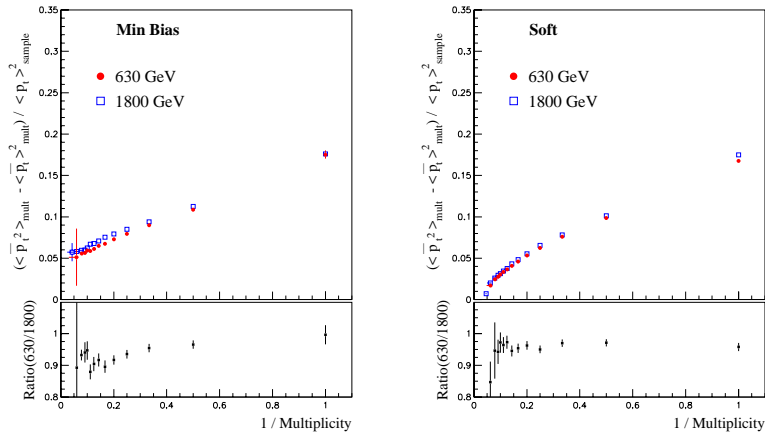 Min Bias
630 GeV
1800 GeV
(< p̅ₜ² >mult - < p̅ₜ >²mult) / < pₜ >²sample
0.35
0.3
0.25
0.2
0.15
0.1
0.05
0
Ratio(630/1800)
1
0.9
0.8
0 0.2 0.4 0.6 0.8 1
1 / Multiplicity
Soft
630 GeV
1800 GeV
(< p̅ₜ² >mult - < p̅ₜ >²mult) / < pₜ >²sample
0.35
0.3
0.25
0.2
0.15
0.1
0.05
0
Ratio(630/1800)
1
0.9
0.8
0 0.2 0.4 0.6 0.8 1
1 / Multiplicity